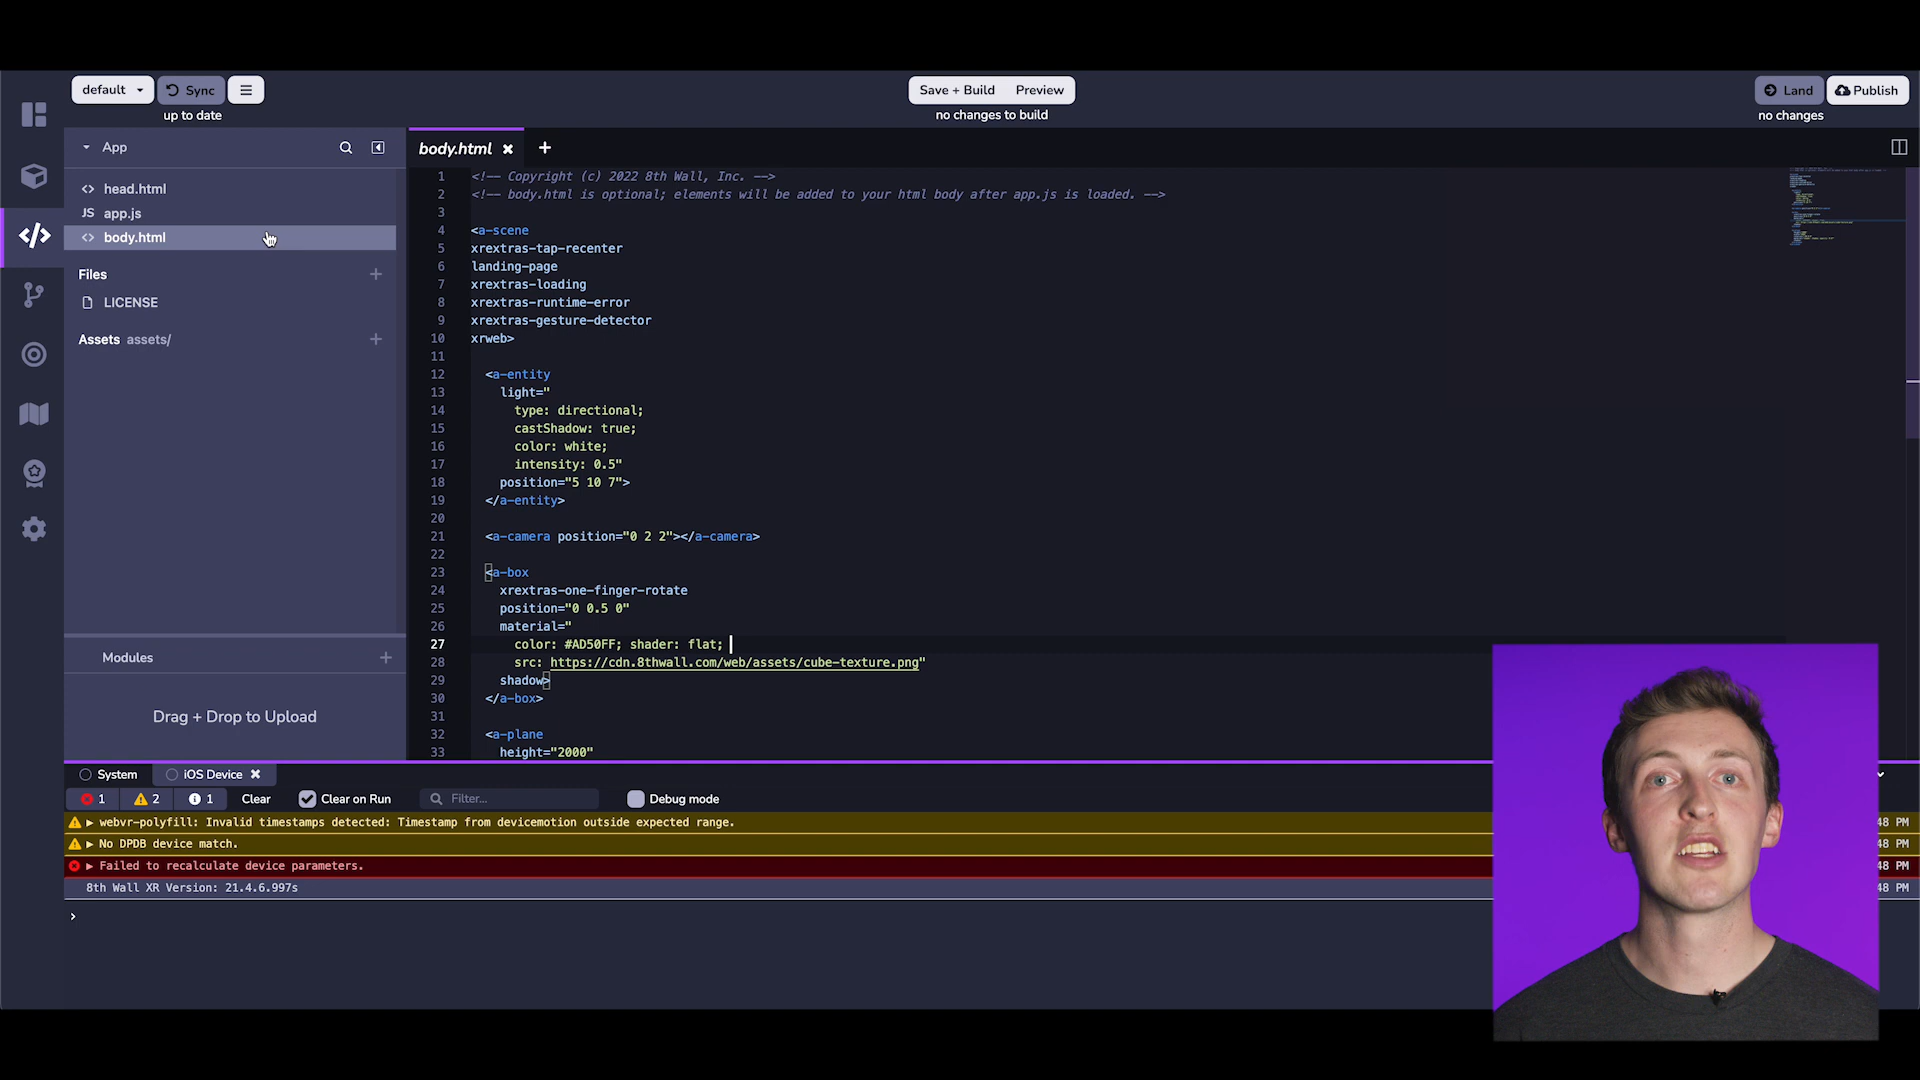 default
Sync
up to date
Save + Build
Preview
no changes to build
Land
Publish
no changes
App
head.html
JS app.js
body.html
Files
LICENSE
Assets assets/
Modules
Drag + Drop to Upload
body.html
1 <!-- Copyright (c) 2022 8th Wall, Inc. -->
2 <!-- body.html is optional; elements will be added to your html body after app.js is loaded. -->
3
4 <a-scene
5 xrextras-tap-recenter
6 landing-page
7 xrextras-loading
8 xrextras-runtime-error
9 xrextras-gesture-detector
10 xrweb>
11
12 <a-entity
13 light="
14 type: directional;
15 castShadow: true;
16 color: white;
17 intensity: 0.5"
18 position="5 10 7">
19 </a-entity>
20
21 <a-camera position="0 2 2"></a-camera>
22
23 <a-box
24 xrextras-one-finger-rotate
25 position="0 0.5 0"
26 material="
27 color: #AD50FF; shader: flat;
28 src: https://cdn.8thwall.com/web/assets/cube-texture.png"
29 shadow>
30 </a-box>
31
32 <a-plane
33 height="2000"
System
iOS Device
1
2
1
Clear
Clear on Run
Filter...
Debug mode
webvr-polyfill: Invalid timestamps detected: Timestamp from devicemotion outside expected range.
48 PM
No DPDB device match.
48 PM
Failed to recalculate device parameters.
48 PM
8th Wall XR Version: 21.4.6.997s
48 PM